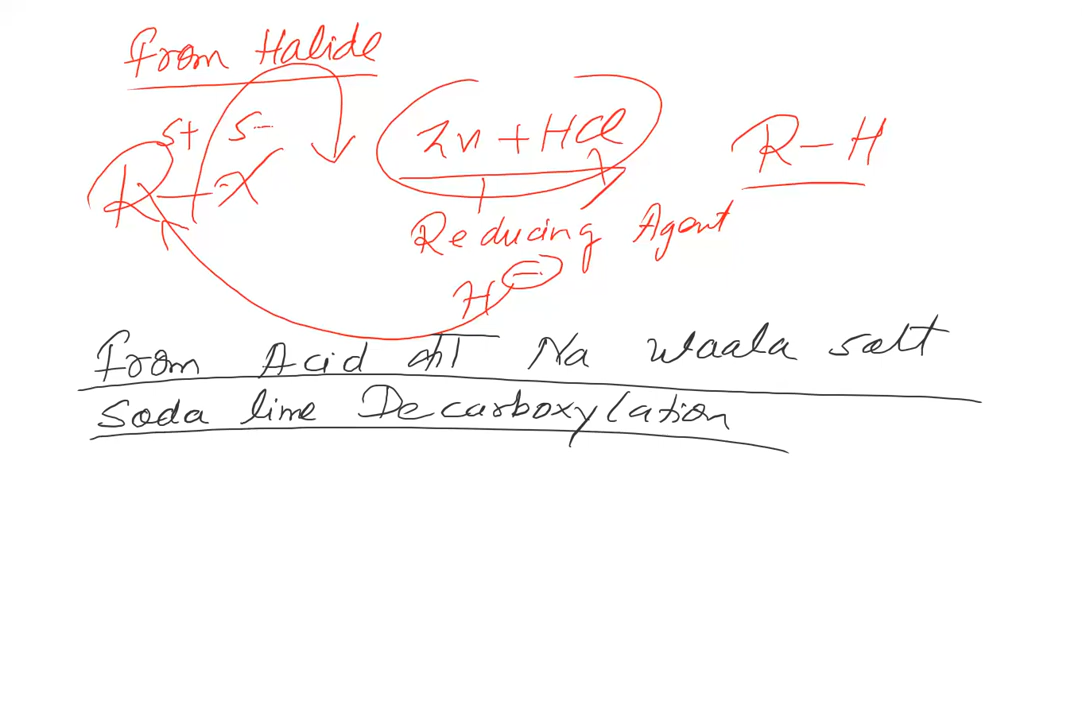 From Halide
δ+ δ-
R-X Zn + HCl R-H
Reducing Agent
H⊖
From Acid का Na waala salt
Soda lime Decarboxylation